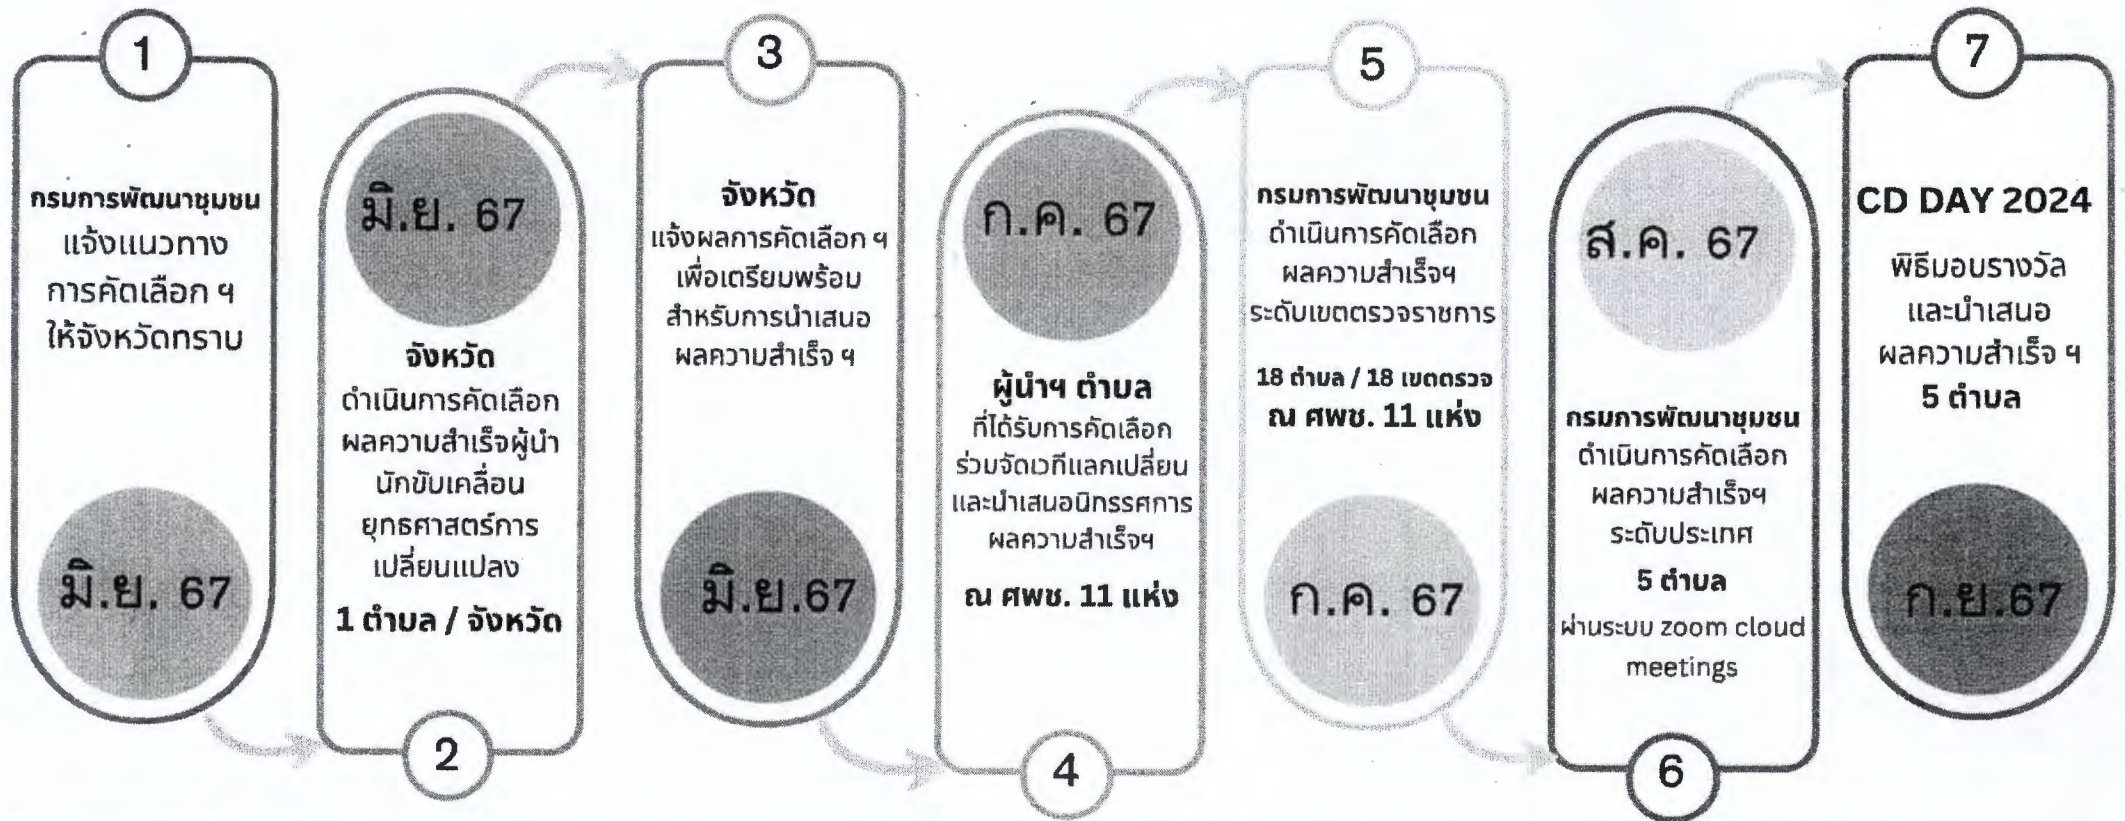 1
กรมการพัฒนาชุมชน
แจ้งแนวทาง
การคัดเลือก ฯ
ให้จังหวัดทราบ
มิ.ย. 67
มิ.ย. 67
จังหวัด
ดำเนินการคัดเลือก
ผลความสำเร็จผู้นำ
นักขับเคลื่อน
ยุทธศาสตร์การ
เปลี่ยนแปลง
1 ตำบล / จังหวัด
2
3
จังหวัด
แจ้งผลการคัดเลือก ฯ
เพื่อเตรียมพร้อม
สำหรับการนำเสนอ
ผลความสำเร็จ ฯ
มิ.ย.67
ก.ค. 67
ผู้นำฯ ตำบล
ที่ได้รับการคัดเลือก
ร่วมจัดเวทีแลกเปลี่ยน
และนำเสนอนิทรรศการ
ผลความสำเร็จฯ
ณ ศพช. 11 แห่ง
4
5
กรมการพัฒนาชุมชน
ดำเนินการคัดเลือก
ผลความสำเร็จฯ
ระดับเขตตรวจราชการ
18 ตำบล / 18 เขตตรวจ
ณ ศพช. 11 แห่ง
ก.ค. 67
ส.ค. 67
กรมการพัฒนาชุมชน
ดำเนินการคัดเลือก
ผลความสำเร็จฯ
ระดับประเทศ
5 ตำบล
ผ่านระบบ zoom cloud
meetings
6
7
CD DAY 2024
พิธีมอบรางวัล
และนำเสนอ
ผลความสำเร็จ ฯ
5 ตำบล
ก.ย.67